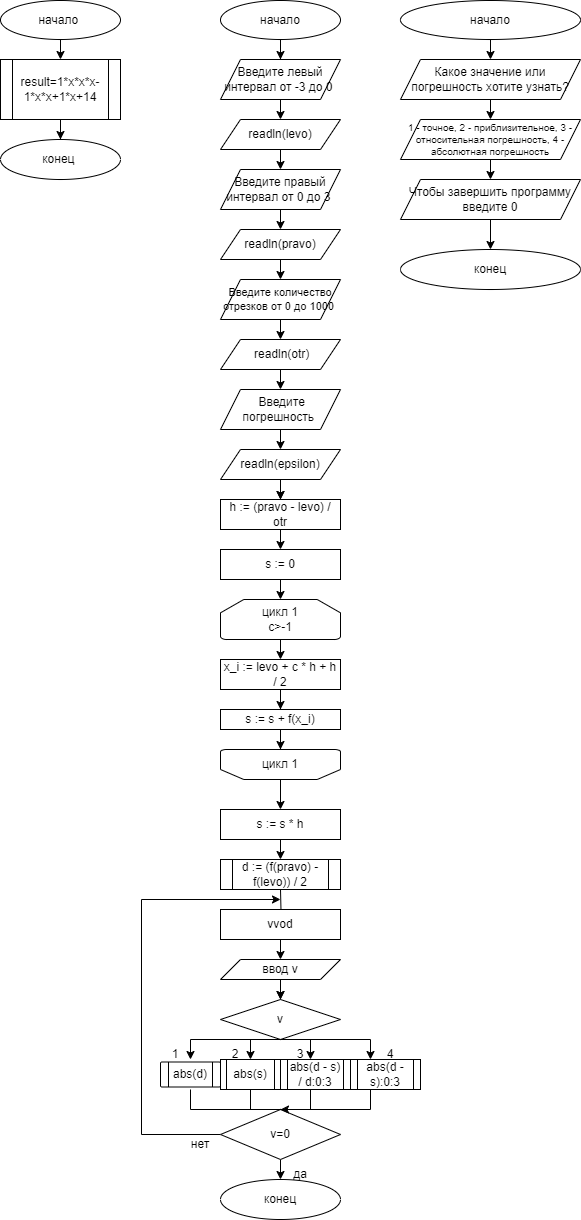 начало
result=1*x*x*x-
1*x*x+1*x+14
конец
начало
Введите левый
интервал от -3 до 0
readln(levo)
Введите правый
интервал от 0 до 3
readln(pravo)
Введите количество
отрезков от 0 до 1000
readln(otr)
Введите
погрешность
readln(epsilon)
h := (pravo - levo) /
otr
s := 0
цикл 1
c>-1
x_i := levo + c * h + h
/ 2
s := s + f(x_i)
цикл 1
s := s * h
d := (f(pravo) -
f(levo)) / 2
vvod
ввод v
v
1
2
3
4
abs(d)
abs(s)
abs(d - s)
/ d:0:3
abs(d -
s):0:3
v=0
нет
да
конец
начало
Какое значение или
погрешность хотите узнать?
1 - точное, 2 - приблизительное, 3 -
относительная погрешность, 4 -
абсолютная погрешность
Чтобы завершить программу
введите 0
конец